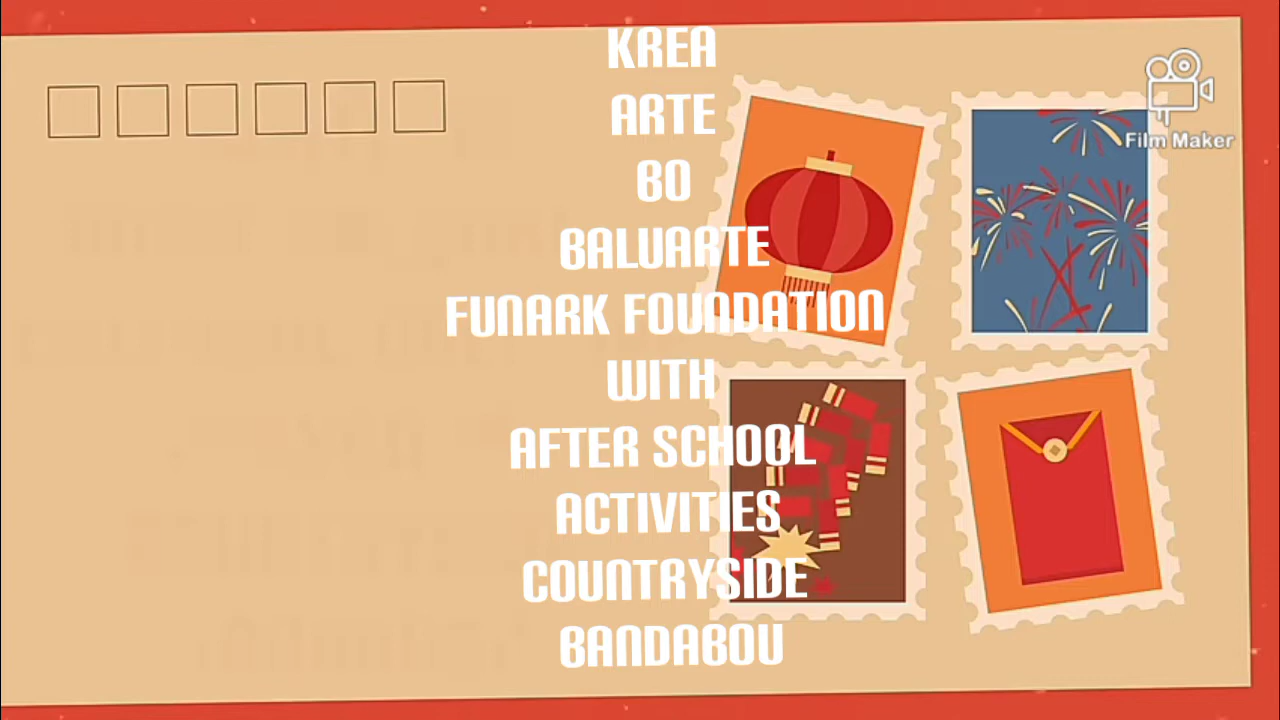 KREA
ARTE
BO
BALUARTE
FUNARK FOUNDATION
WITH
AFTER SCHOOL
ACTIVITIES
COUNTRYSIDE
BANDABOU
Film Maker